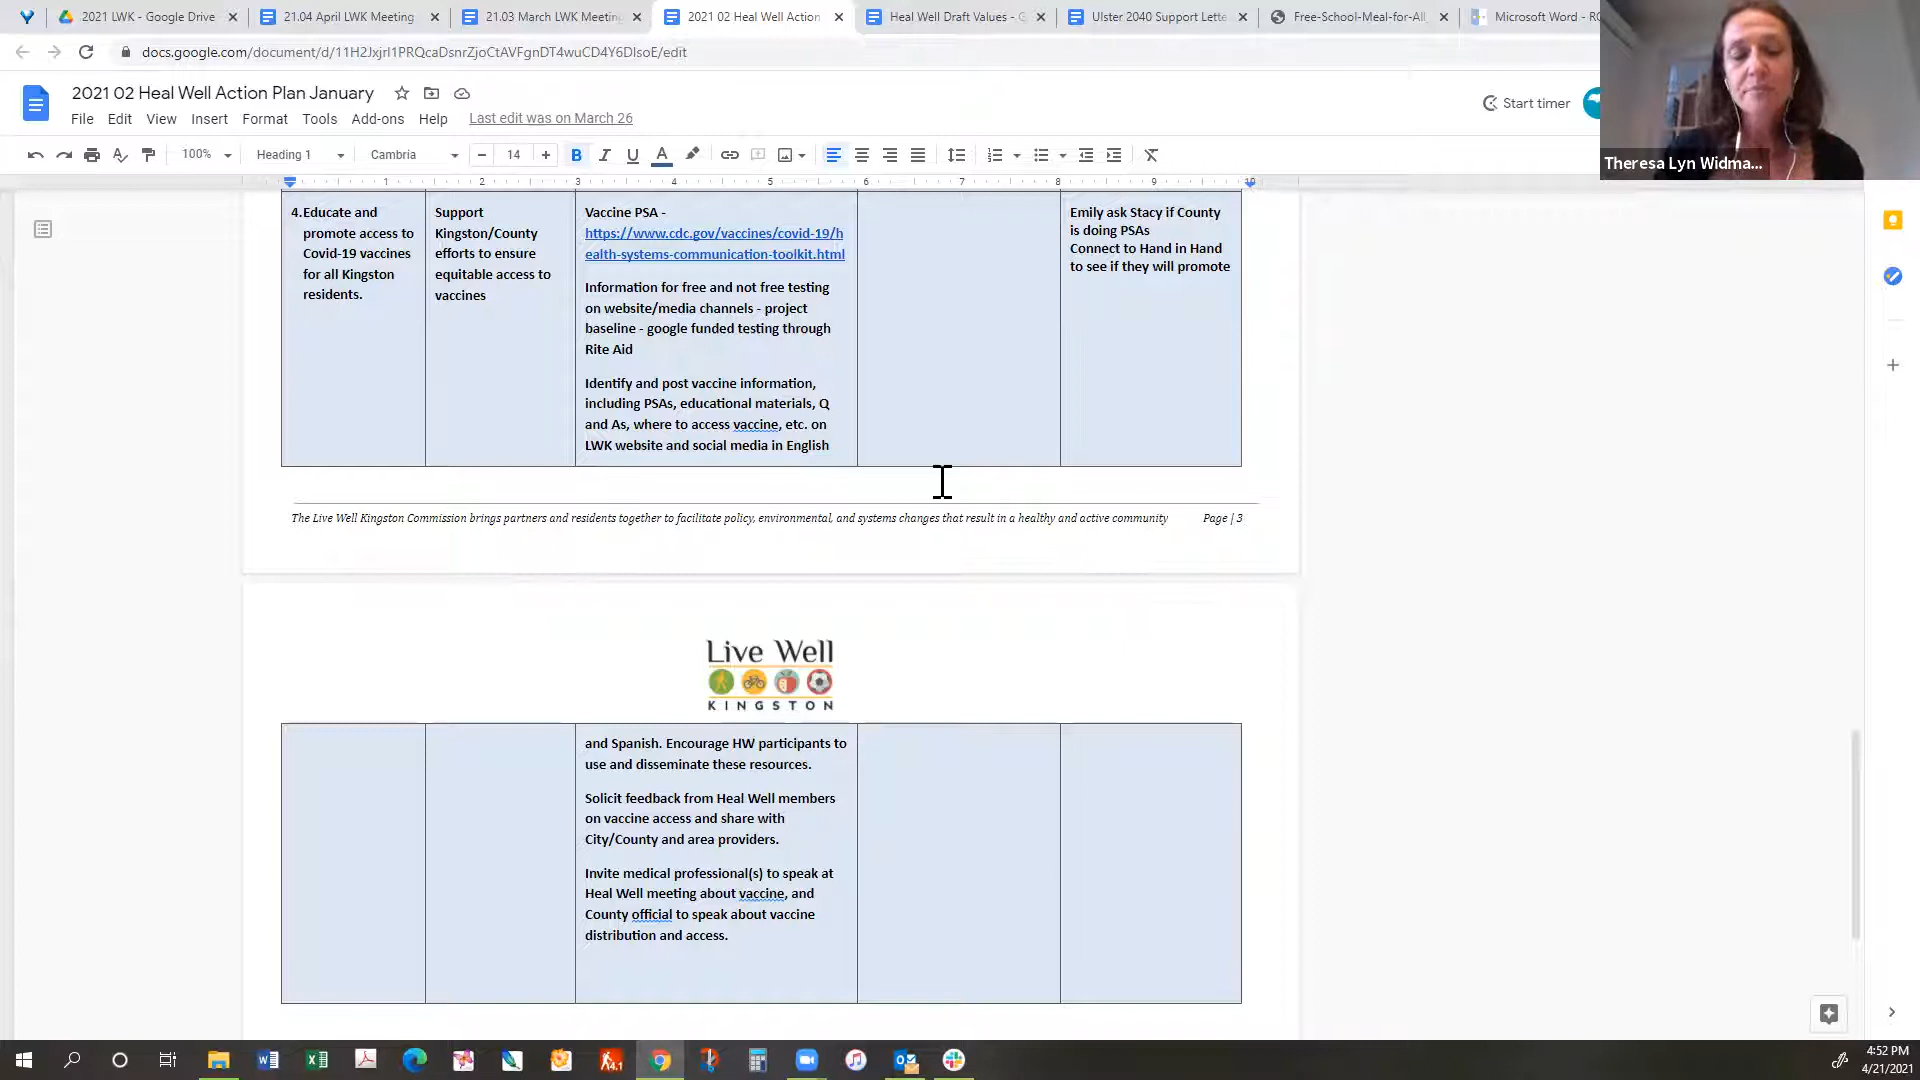 2021 LWK - Google Drive
21.04 April LWK Meeting
21.03 March LWK Meeting
2021 02 Heal Well Action
Heal Well Draft Values - G
Ulster 2040 Support Lette
Free-School-Meal-for-All
Microsoft Word - RO
docs.google.com/document/d/11H2JxjrI1PRQcaDsnrZjoCtAVFgnDT4wuCD4Y6DIsoE/edit
2021 02 Heal Well Action Plan January
Start timer
File Edit View Insert Format Tools Add-ons Help Last edit was on March 26
100% Heading 1 Cambria 14
Theresa Lyn Widma...
1 2 3 4 5 6 7 8 9 10
4. Educate and
promote access to
Covid-19 vaccines
for all Kingston
residents.
Support
Kingston/County
efforts to ensure
equitable access to
vaccines
Vaccine PSA -
https://www.cdc.gov/vaccines/covid-19/h
ealth-systems-communication-toolkit.html
Information for free and not free testing
on website/media channels - project
baseline - google funded testing through
Rite Aid
Identify and post vaccine information,
including PSAs, educational materials, Q
and As, where to access vaccine, etc. on
LWK website and social media in English
Emily ask Stacy if County
is doing PSAs
Connect to Hand in Hand
to see if they will promote
The Live Well Kingston Commission brings partners and residents together to facilitate policy, environmental, and systems changes that result in a healthy and active community Page | 3
Live Well
KINGSTON
and Spanish. Encourage HW participants to
use and disseminate these resources.
Solicit feedback from Heal Well members
on vaccine access and share with
City/County and area providers.
Invite medical professional(s) to speak at
Heal Well meeting about vaccine, and
County official to speak about vaccine
distribution and access.
4:52 PM
4/21/2021